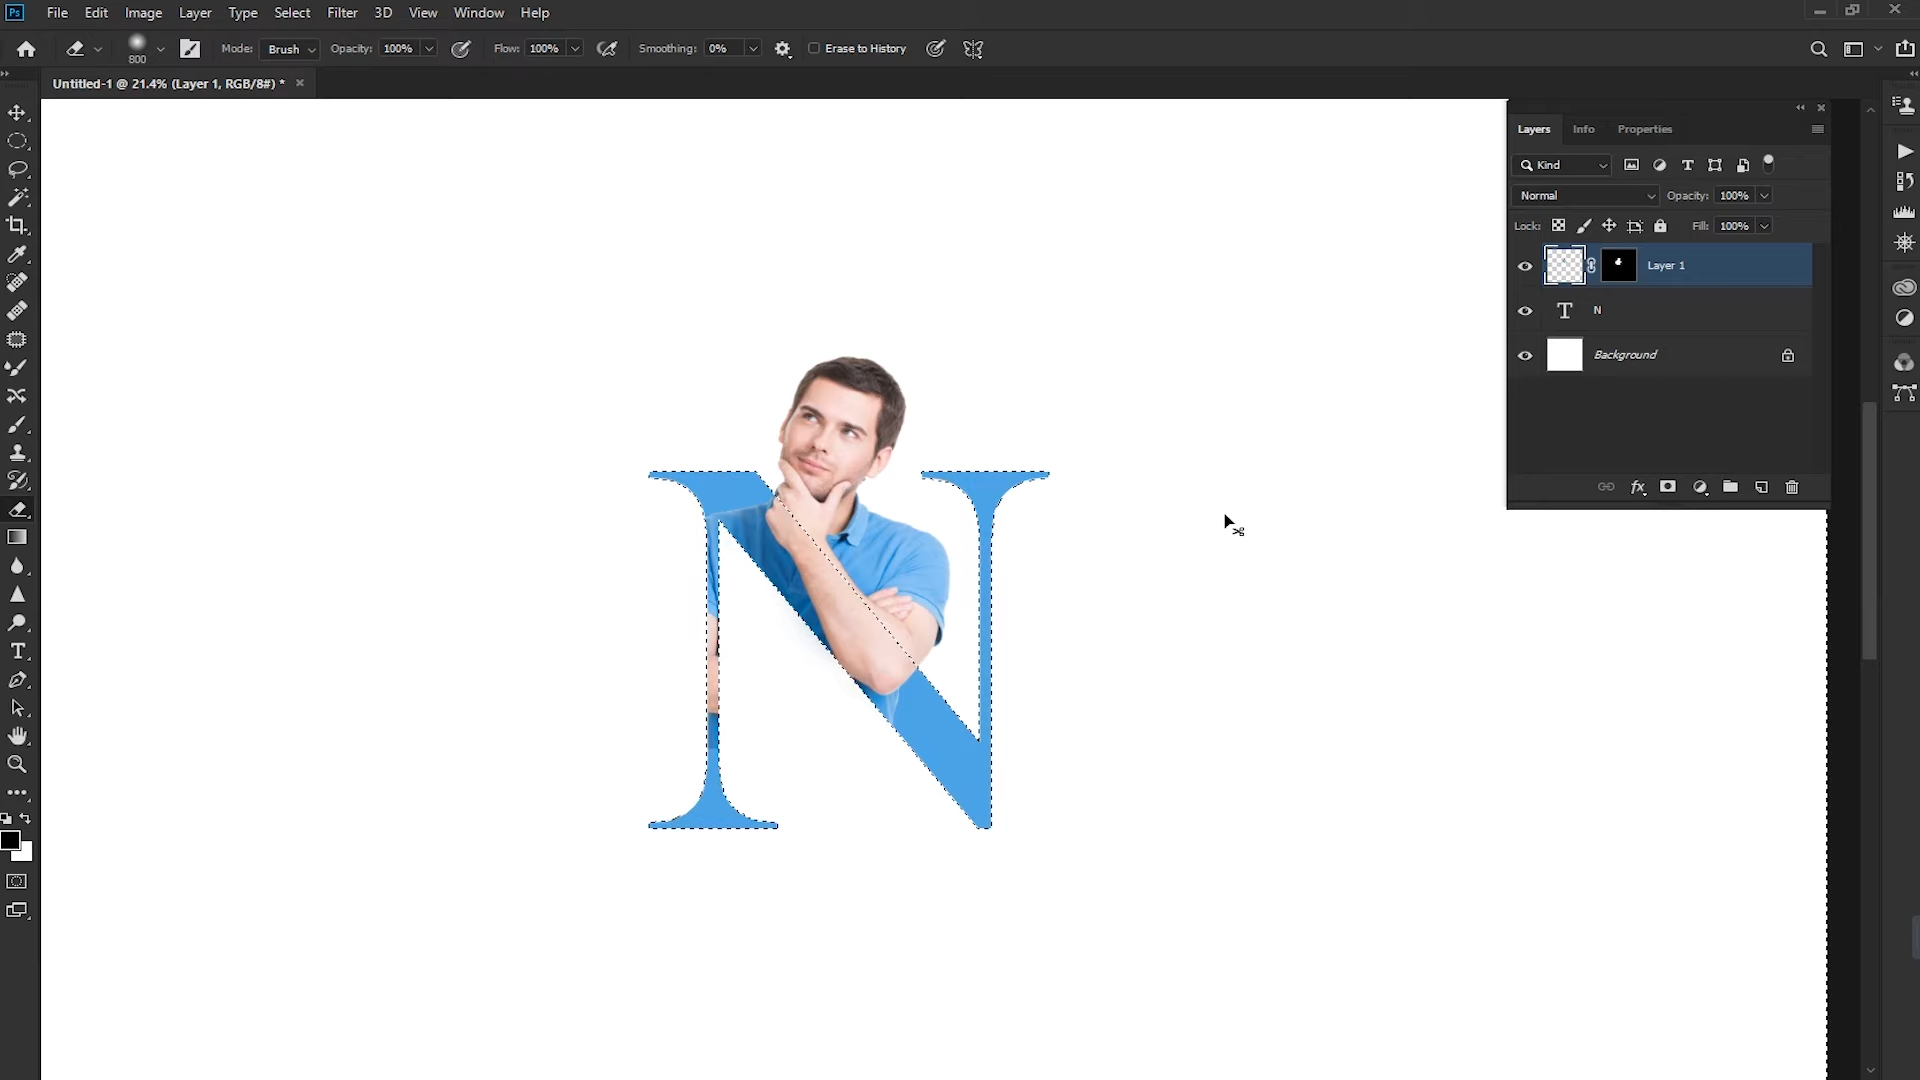 Ps File Edit Image Layer Type Select Filter 3D View Window Help
800 Mode: Brush Opacity: 100% Flow: 100% Smoothing: 0% Erase to History
Untitled-1 @ 21.4% (Layer 1, RGB/8#) *
Layers Info Properties
Kind
Normal Opacity: 100%
Lock: Fill: 100%
Layer 1
T N
Background
fx
N
T